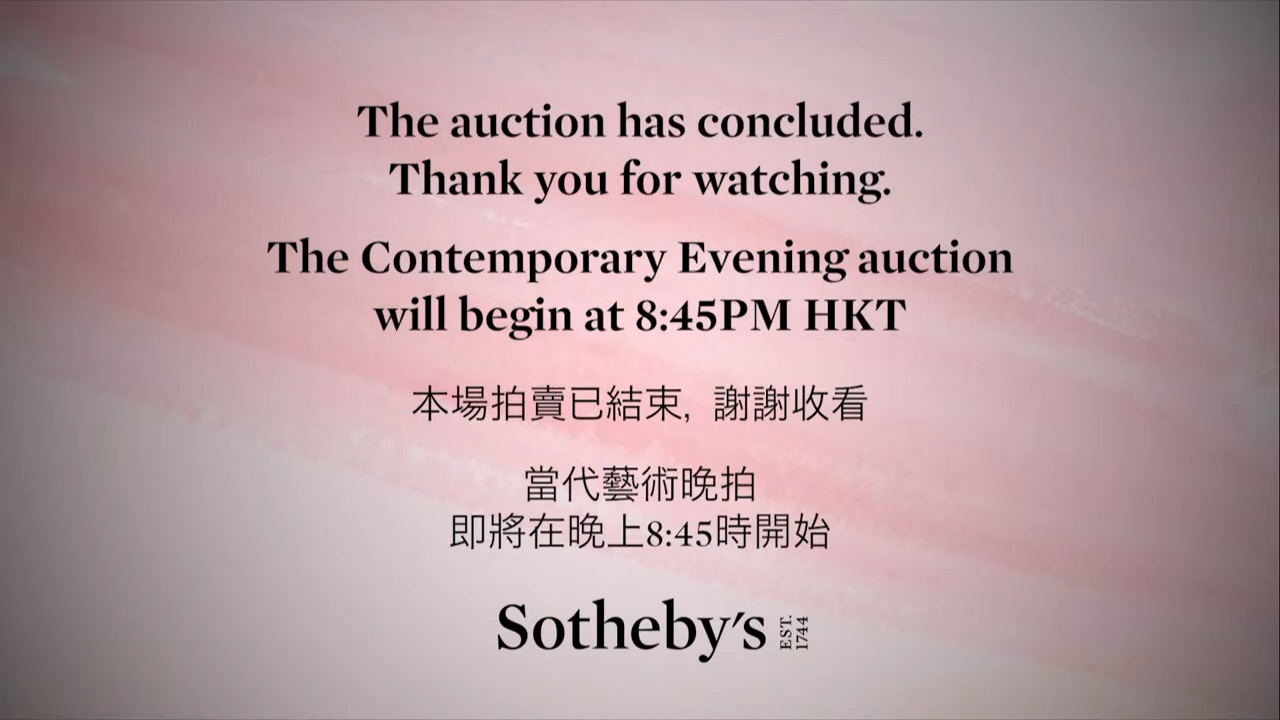 The auction has concluded.
Thank you for watching.
The Contemporary Evening auction
will begin at 8:45PM HKT
本場拍賣已結束, 謝謝收看
當代藝術晚拍
即將在晚上8:45時開始
Sotheby's EST. 1744